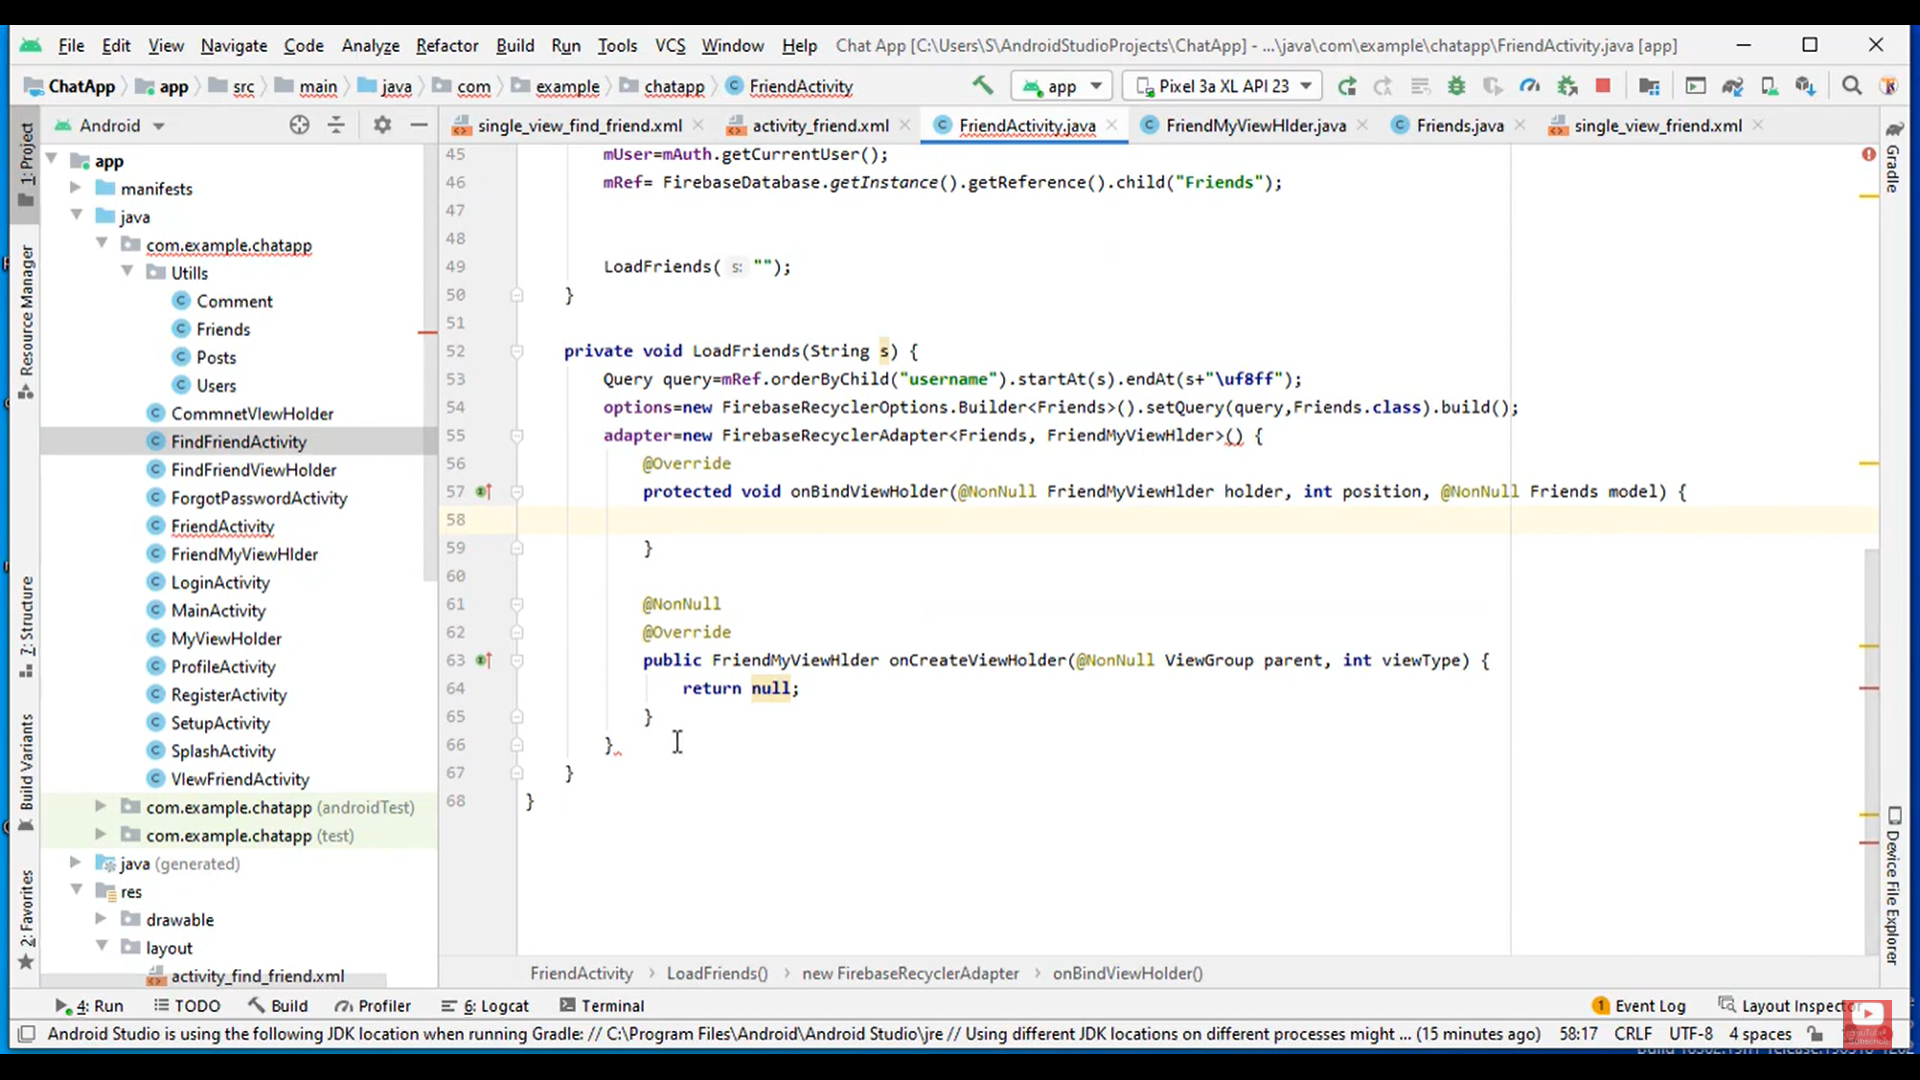 File Edit View Navigate Code Analyze Refactor Build Run Tools VCS Window Help Chat App [C:\Users\S\AndroidStudioProjects\ChatApp] - ...\java\com\example\chatapp\FriendActivity.java [app]
ChatApp app src main java com example chatapp FriendActivity app Pixel 3a XL API 23
Android
single_view_find_friend.xml activity_friend.xml FriendActivity.java FriendMyViewHlder.java Friends.java single_view_friend.xml
1: Project
Resource Manager
7: Structure
Build Variants
2: Favorites
app
manifests
java
com.example.chatapp
Utills
Comment
Friends
Posts
Users
CommnetVIewHolder
FindFriendActivity
FindFriendViewHolder
ForgotPasswordActivity
FriendActivity
FriendMyViewHlder
LoginActivity
MainActivity
MyViewHolder
ProfileActivity
RegisterActivity
SetupActivity
SplashActivity
VIewFriendActivity
com.example.chatapp (androidTest)
com.example.chatapp (test)
java (generated)
res
drawable
layout
activity_find_friend.xml
45 mUser=mAuth.getCurrentUser();
46 mRef= FirebaseDatabase.getInstance().getReference().child("Friends");
47
48
49 LoadFriends( s: "");
50 }
51
52 private void LoadFriends(String s) {
53 Query query=mRef.orderByChild("username").startAt(s).endAt(s+"\uf8ff");
54 options=new FirebaseRecyclerOptions.Builder<Friends>().setQuery(query,Friends.class).build();
55 adapter=new FirebaseRecyclerAdapter<Friends, FriendMyViewHlder>() {
56 @Override
57 protected void onBindViewHolder(@NonNull FriendMyViewHlder holder, int position, @NonNull Friends model) {
58
59 }
60
61 @NonNull
62 @Override
63 public FriendMyViewHlder onCreateViewHolder(@NonNull ViewGroup parent, int viewType) {
64 return null;
65 }
66 }
67 }
68 }
Gradle
Device File Explorer
FriendActivity LoadFriends() new FirebaseRecyclerAdapter onBindViewHolder()
4: Run TODO Build Profiler 6: Logcat Terminal 1 Event Log Layout Inspector
Android Studio is using the following JDK location when running Gradle: // C:\Program Files\Android\Android Studio\jre // Using different JDK locations on different processes might ... (15 minutes ago) 58:17 CRLF UTF-8 4 spaces